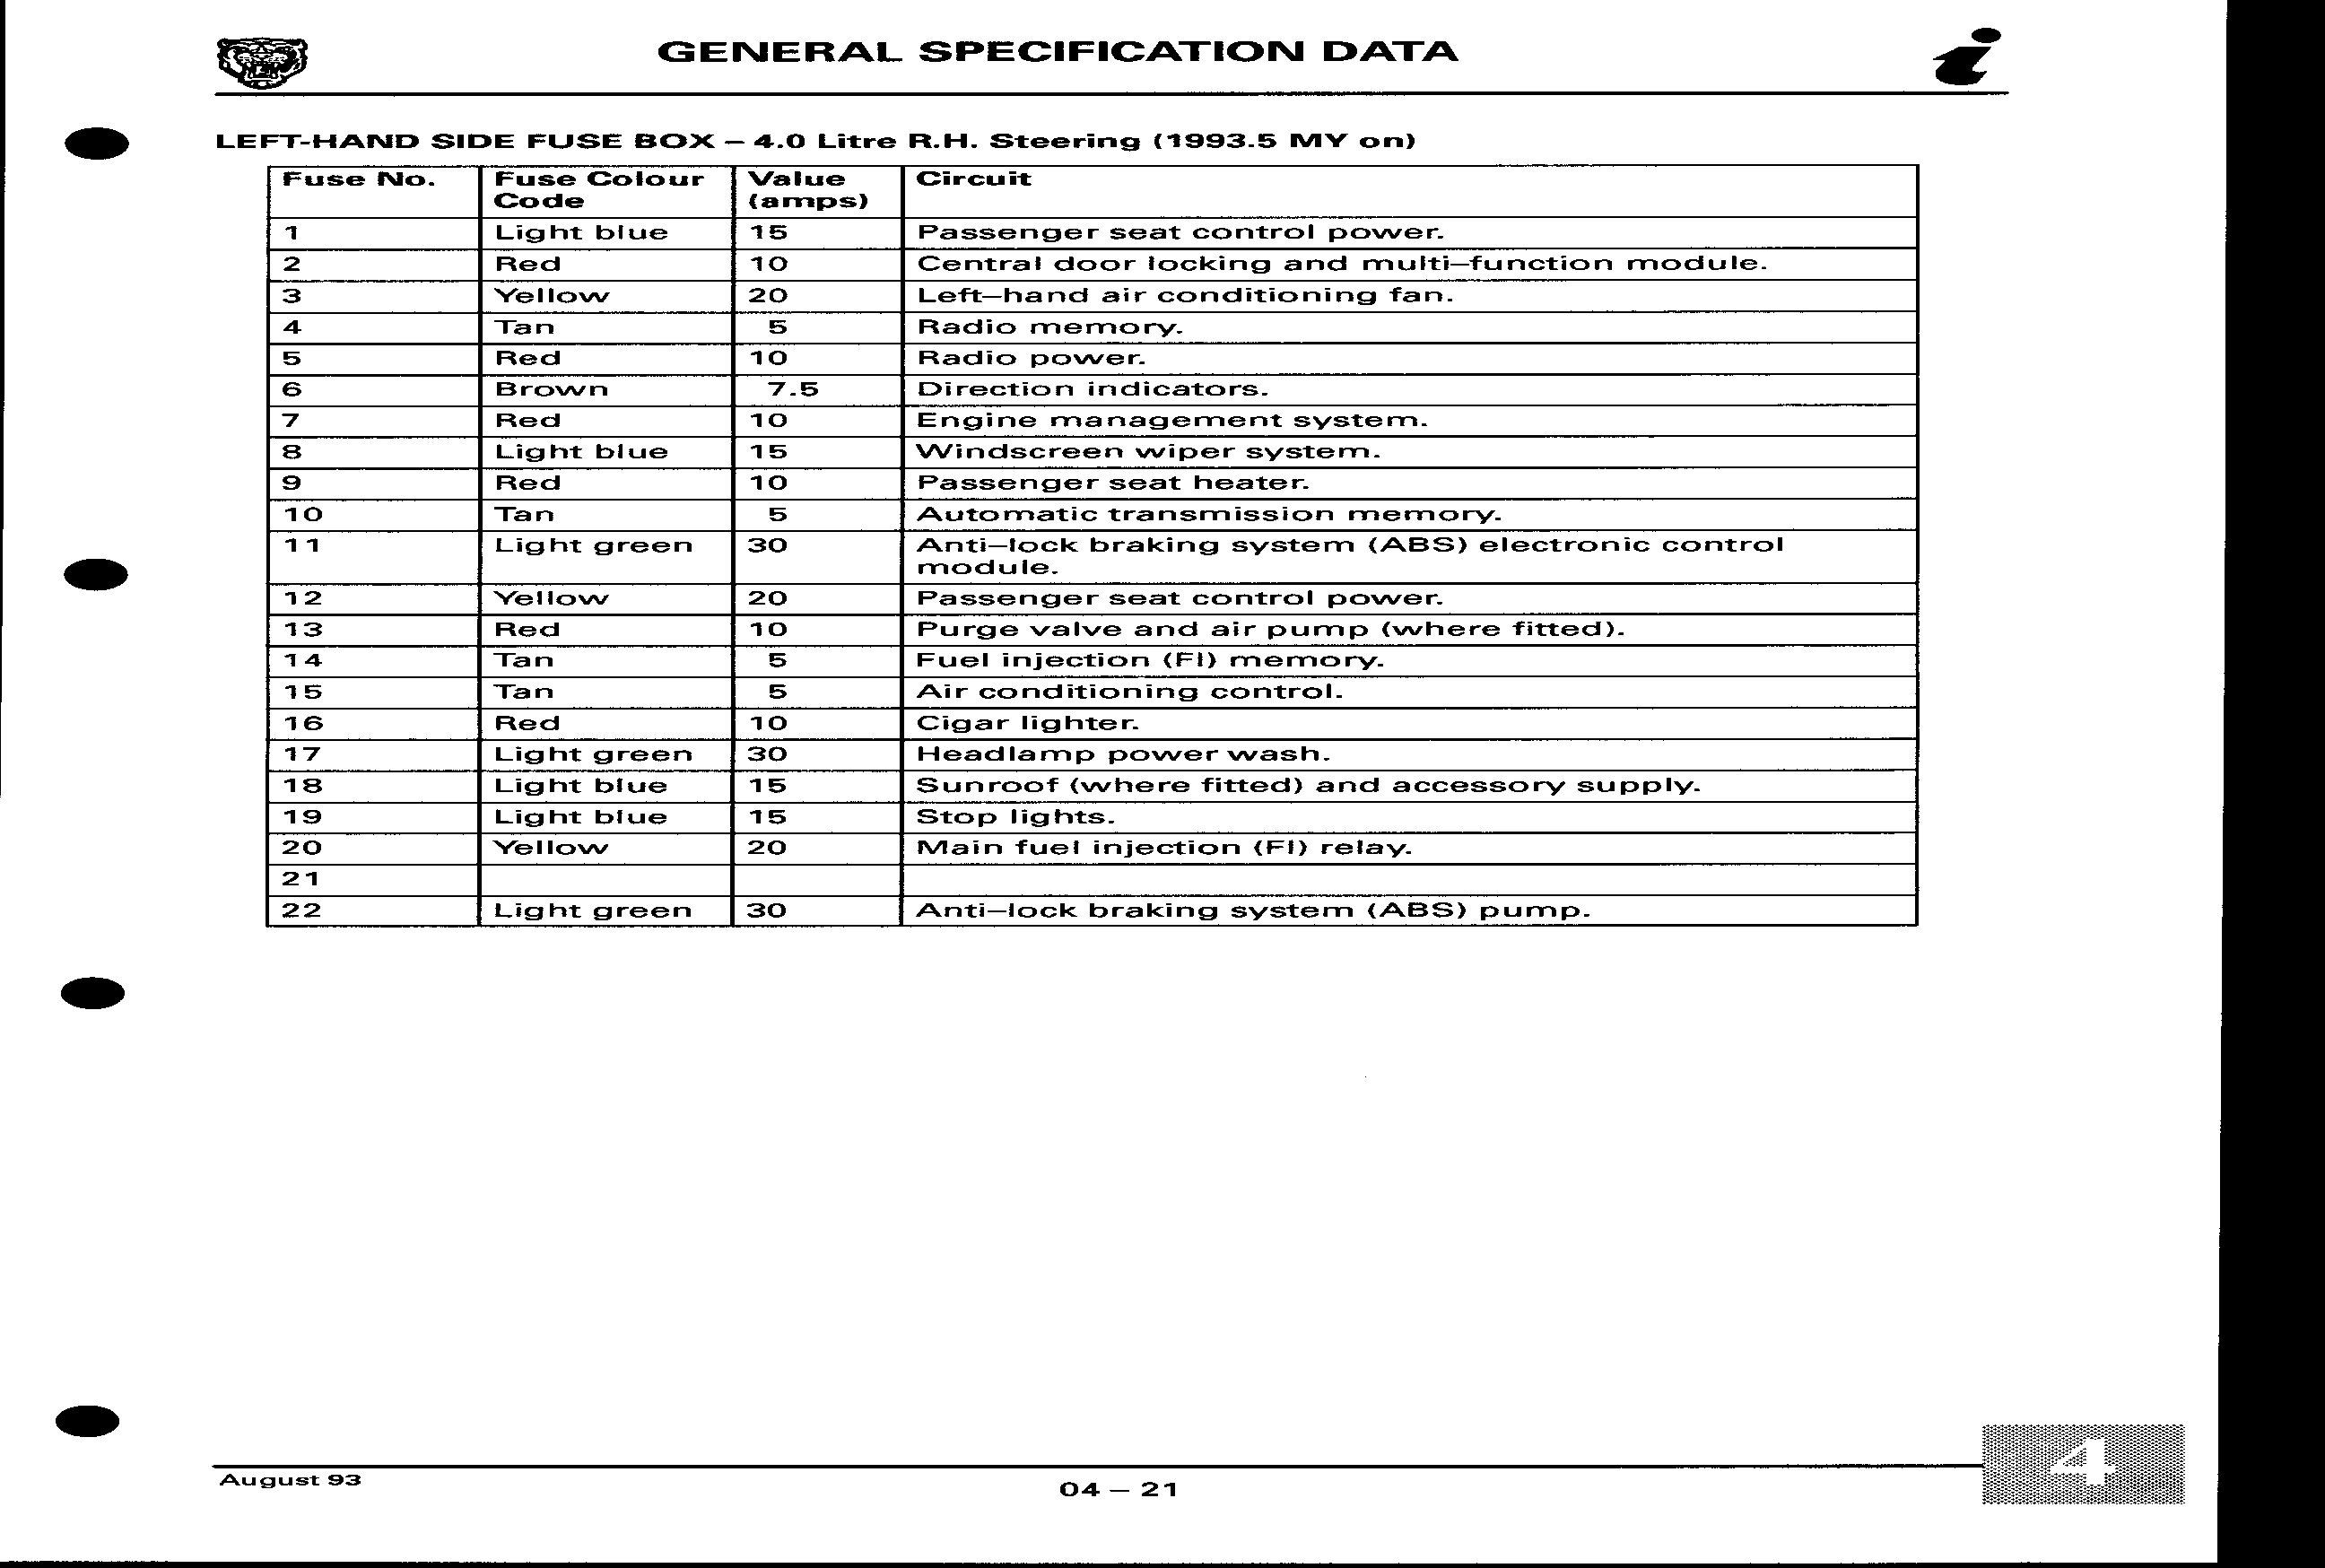 GENERAL SPECIFICATION DATA
i
LEFT-HAND SIDE FUSE BOX – 4.0 Litre R.H. Steering (1993.5 MY on)
Fuse No. Fuse Colour Code Value (amps) Circuit
1 Light blue 15 Passenger seat control power.
2 Red 10 Central door locking and multi–function module.
3 Yellow 20 Left–hand air conditioning fan.
4 Tan 5 Radio memory.
5 Red 10 Radio power.
6 Brown 7.5 Direction indicators.
7 Red 10 Engine management system.
8 Light blue 15 Windscreen wiper system.
9 Red 10 Passenger seat heater.
10 Tan 5 Automatic transmission memory.
11 Light green 30 Anti–lock braking system (ABS) electronic control
module.
12 Yellow 20 Passenger seat control power.
13 Red 10 Purge valve and air pump (where fitted).
14 Tan 5 Fuel injection (FI) memory.
15 Tan 5 Air conditioning control.
16 Red 10 Cigar lighter.
17 Light green 30 Headlamp power wash.
18 Light blue 15 Sunroof (where fitted) and accessory supply.
19 Light blue 15 Stop lights.
20 Yellow 20 Main fuel injection (FI) relay.
21
22 Light green 30 Anti–lock braking system (ABS) pump.
August 93
04 – 21
4